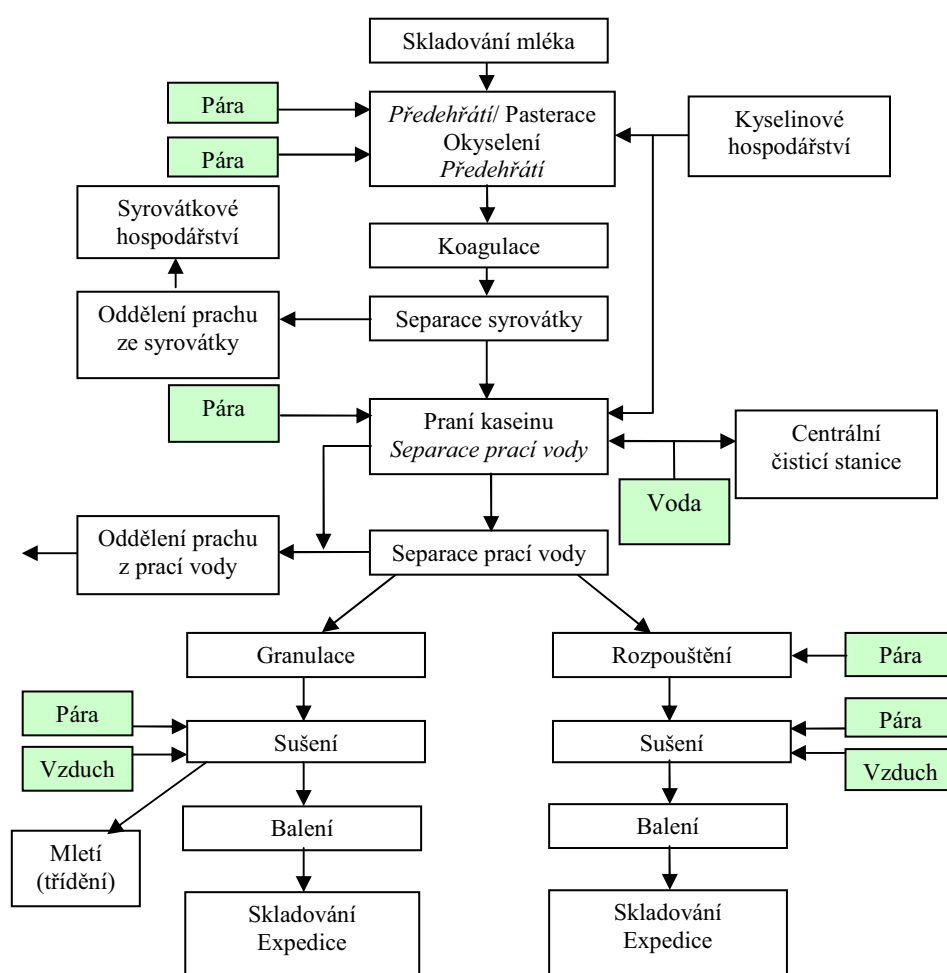 Skladování mléka
Pára
Předehřátí/ Pasterace
Okyselení
Předehřátí
Kyselinové
hospodářství
Pára
Syrovátkové
hospodářství
Koagulace
Oddělení prachu
ze syrovátky
Separace syrovátky
Pára
Praní kaseinu
Separace prací vody
Centrální
čisticí stanice
Voda
Oddělení prachu
z prací vody
Separace prací vody
Granulace
Rozpouštění
Pára
Pára
Sušení
Sušení
Pára
Vzduch
Vzduch
Balení
Balení
Mletí
(třídění)
Skladování
Expedice
Skladování
Expedice